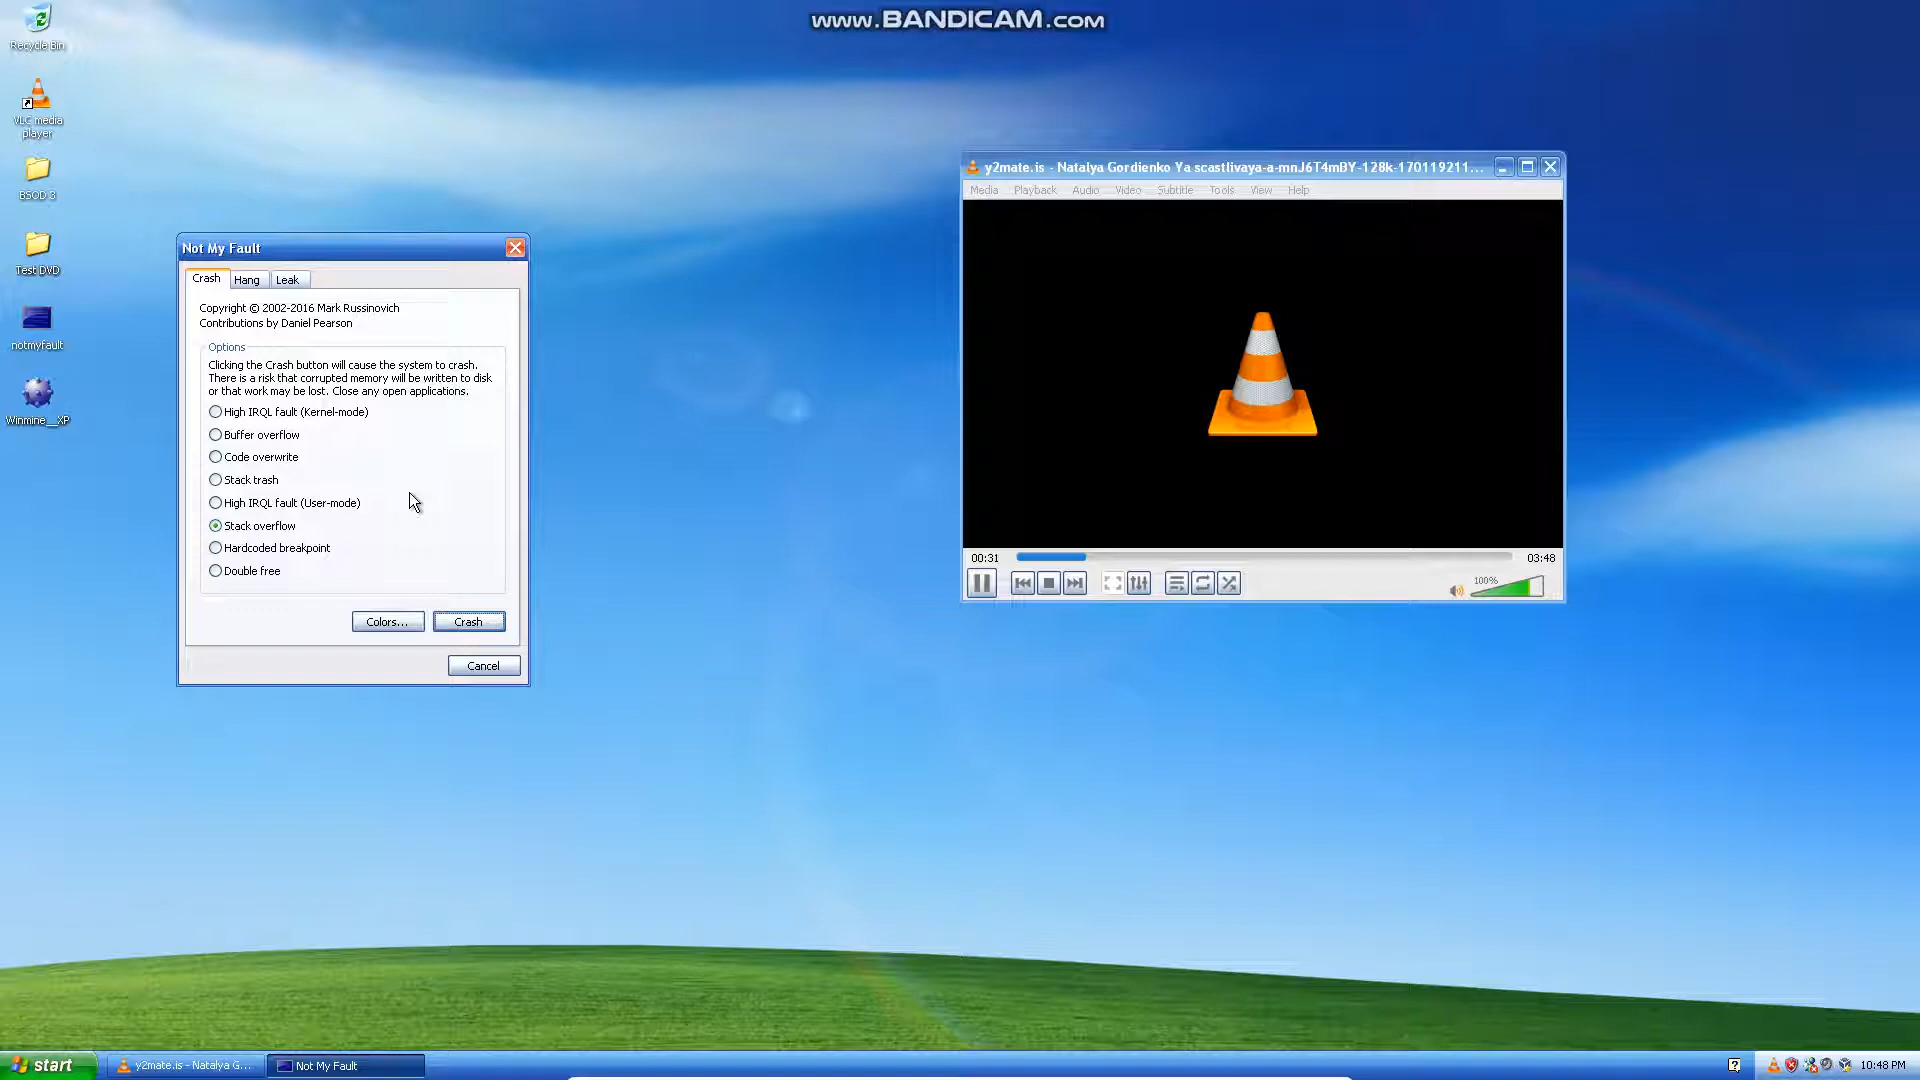 www.BANDICAM.com
Recycle Bin
VLC media
player
BSOD 3
Test DVD
notmyfault
Winmine__XP
Not My Fault
Crash
Hang
Leak
Copyright © 2002-2016 Mark Russinovich
Contributions by Daniel Pearson
Options
Clicking the Crash button will cause the system to crash.
There is a risk that corrupted memory will be written to disk
or that work may be lost. Close any open applications.
High IRQL fault (Kernel-mode)
Buffer overflow
Code overwrite
Stack trash
High IRQL fault (User-mode)
Stack overflow
Hardcoded breakpoint
Double free
Colors...
Crash
Cancel
y2mate.is - Natalya Gordienko Ya scastlivaya-a-mnJ6T4mBY-128k-170119211...
Media Playback Audio Video Subtitle Tools View Help
00:31
03:48
100%
start
y2mate.is - Natalya G...
Not My Fault
10:48 PM